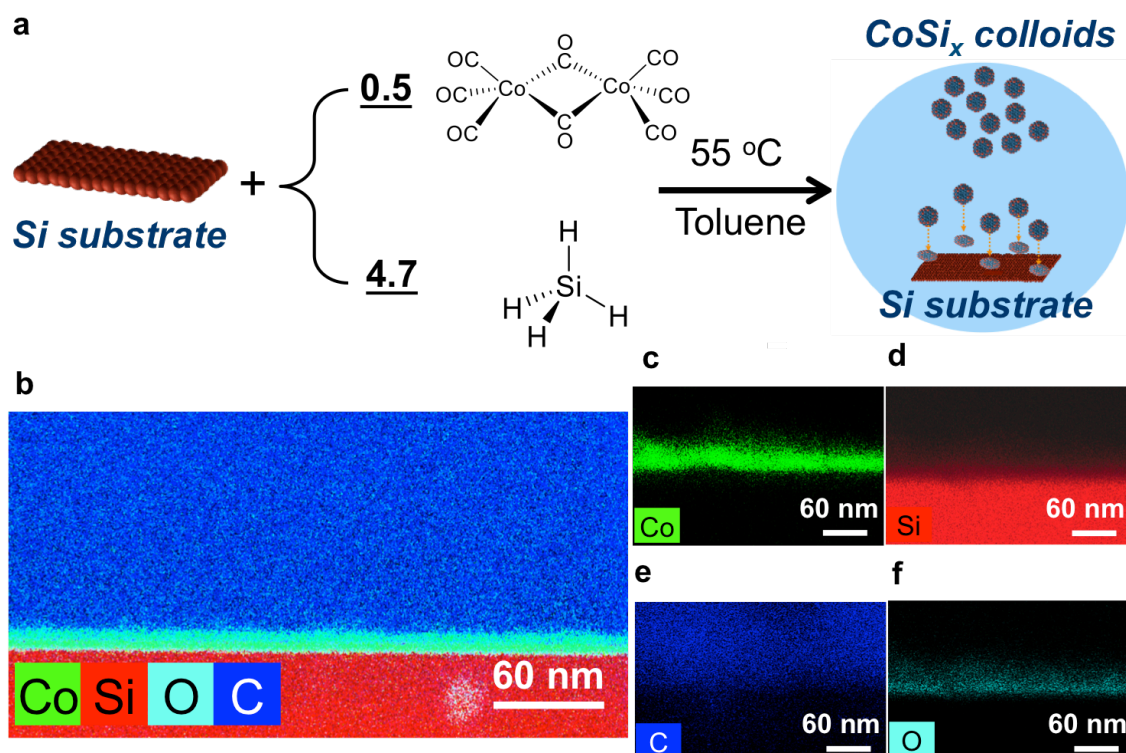 a
Si substrate
+
0.5
4.7
O
C
OC
OC
OC
Co
Co
CO
CO
CO
C
O
H
Si
H
H
H
55 °C
Toluene
CoSiₓ colloids
Si substrate
b
Co Si O C
60 nm
c
Co
60 nm
d
Si
60 nm
e
C
60 nm
f
O
60 nm